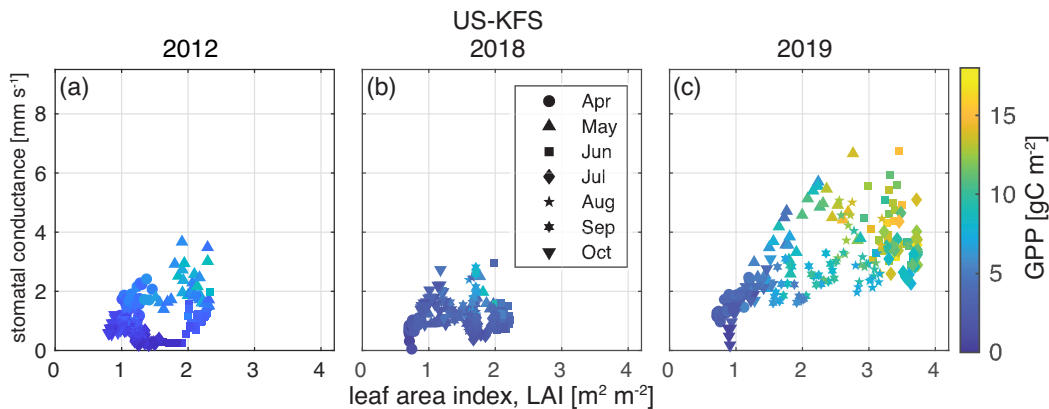 US-KFS
2012 2018 2019
(a) (b) (c)
stomatal conductance [mm s⁻¹]
8
6
4
2
0
Apr
May
Jun
Jul
Aug
Sep
Oct
0 1 2 3 4 0 1 2 3 4 0 1 2 3 4
leaf area index, LAI [m² m⁻²]
15
10
5
0
GPP [gC m⁻²]